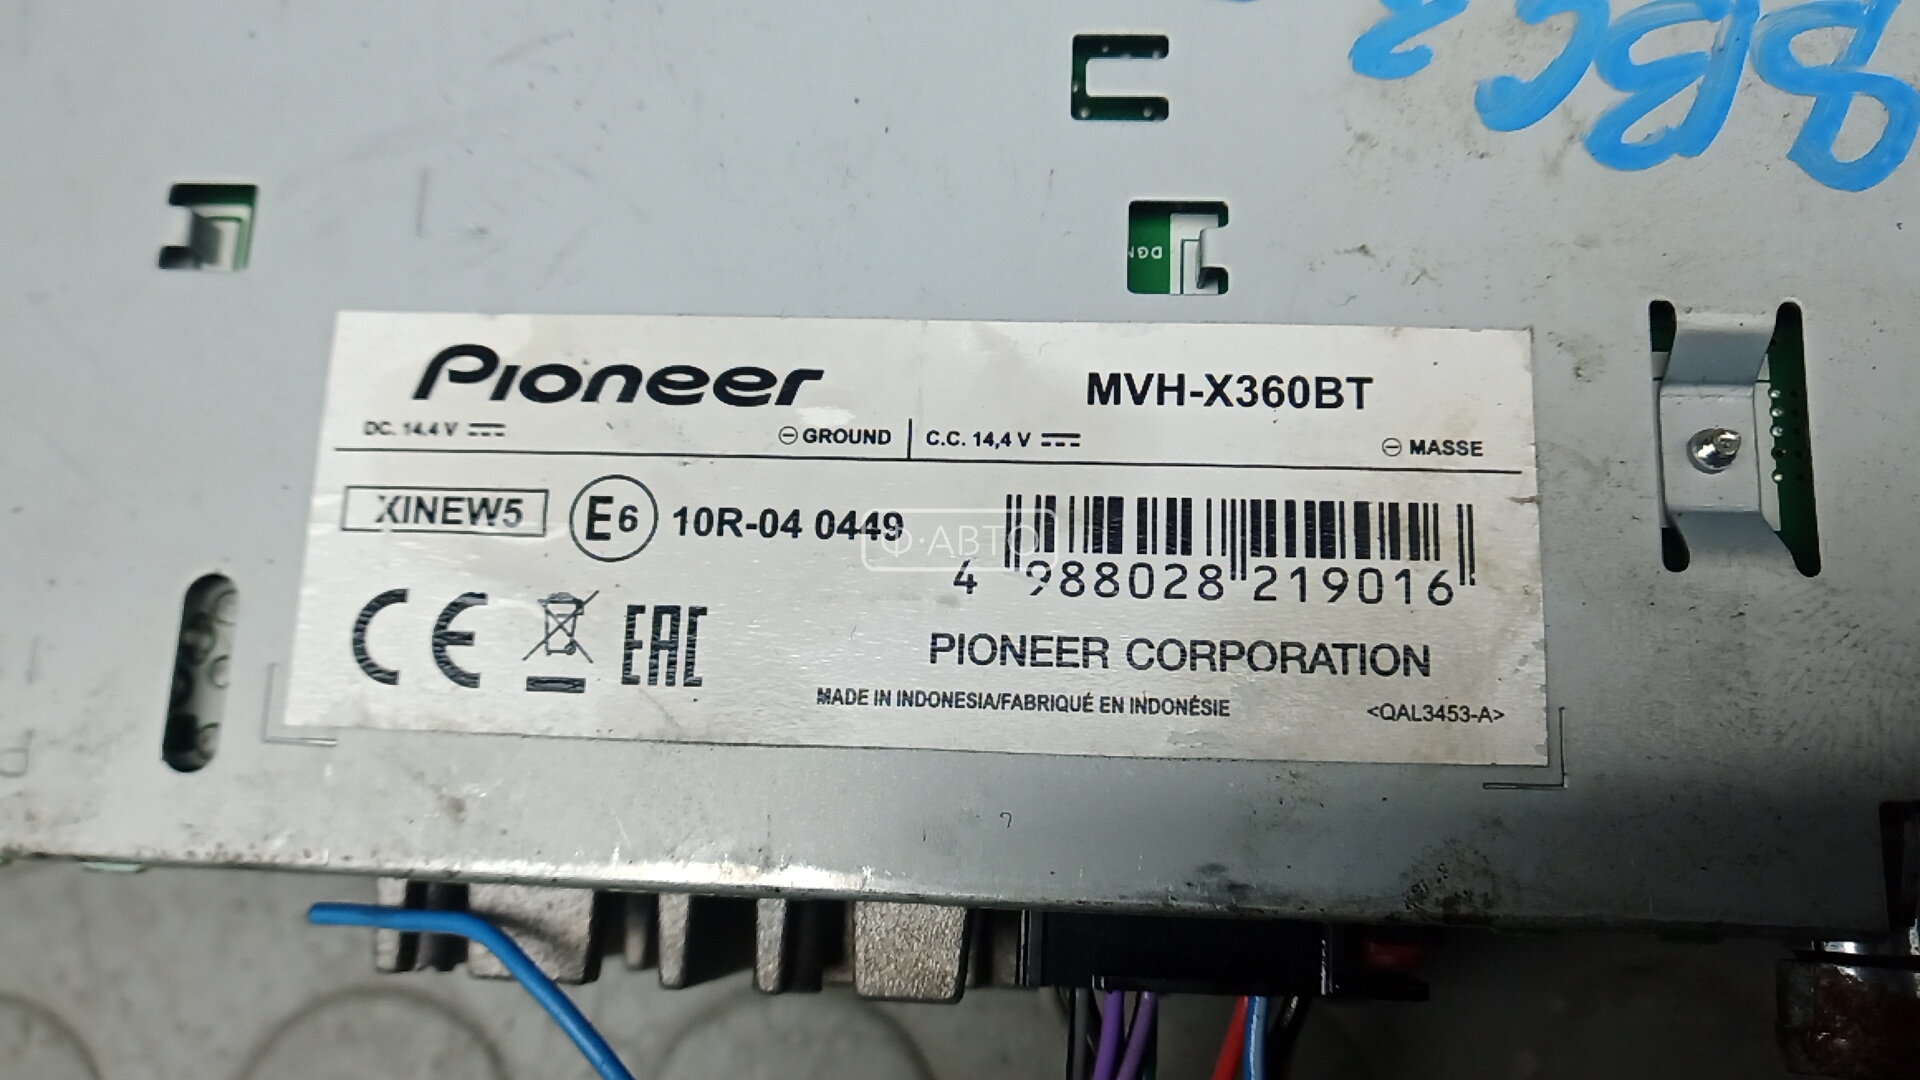 Pioneer
MVH-X360BT
DC. 14,4 V
GROUND
C.C. 14,4 V
MASSE
XINEW5
E6
10R-04 0449
Ф·АВТО
4 988028 219016
CE
EAC
PIONEER CORPORATION
MADE IN INDONESIA/FABRIQUÉ EN INDONÉSIE
<QAL3453-A>